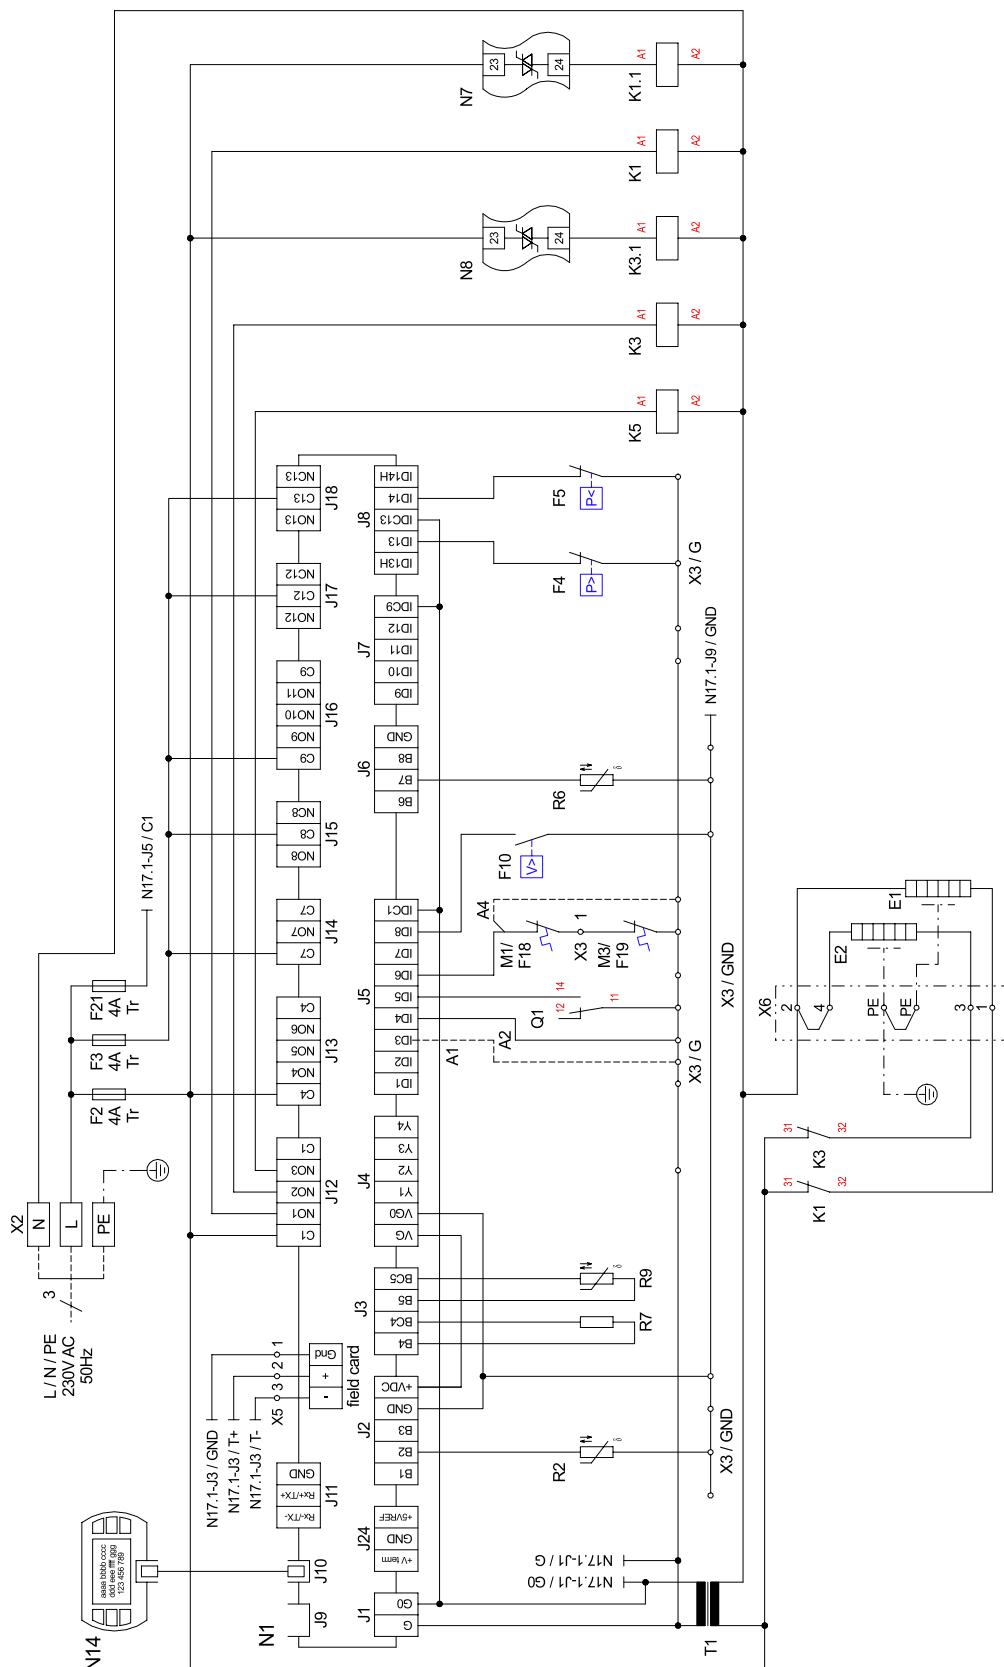 N7
23
24
A1
A2
K1.1
A1
A2
K1
N8
23
24
A1
A2
K3.1
A1
A2
K3
A1
A2
K5
NC13
C13
NO13
J18
ID14H
ID14
IDC13
ID13
ID13H
J8
F5
P<
F4
P>
X3 / G
NC12
C12
NO12
J17
IDC9
ID12
ID11
ID10
ID9
J7
N17.1-J9 / GND
C9
NO11
NO10
NO9
C9
J16
GND
B8
B7
B6
J6
R6
δ
NC8
C8
NO8
J15
F10
V>
N17.1-J5 / C1
C7
NO7
C7
J14
IDC1
ID8
ID7
ID6
ID5
ID4
ID3
ID2
ID1
J5
A4
M1/
F18
X3
1
M3/
F19
Q1
14
12
11
A2
A1
X3 / GND
X3 / G
E1
E2
X6
2
4
PE
PE
3
1
F21
4A
Tr
F3
4A
Tr
F2
4A
Tr
C4
NO6
NO5
NO4
C4
J13
C1
NO3
NO2
NO1
C1
J12
Y4
Y3
Y2
Y1
VG0
VG
J4
31
32
K3
31
32
K1
X2
N
L
PE
3
L / N / PE
230V AC
50Hz
BC5
B5
BC4
B4
J3
R9
δ
R7
1
2
3
X5
Gnd
+
-
field card
N17.1-J3 / GND
N17.1-J3 / T+
N17.1-J3 / T-
+VDC
GND
B3
B2
B1
J2
R2
δ
X3 / GND
GND
Rx+/TX+
Rx-/TX-
J11
+5VREF
GND
+V term
J24
N17.1-J1 / G
N17.1-J1 / G0
J10
J9
N1
G0
G
J1
T1
N14
aaaa bbbb cccc
ddd eee ffff ggg
123 456 789